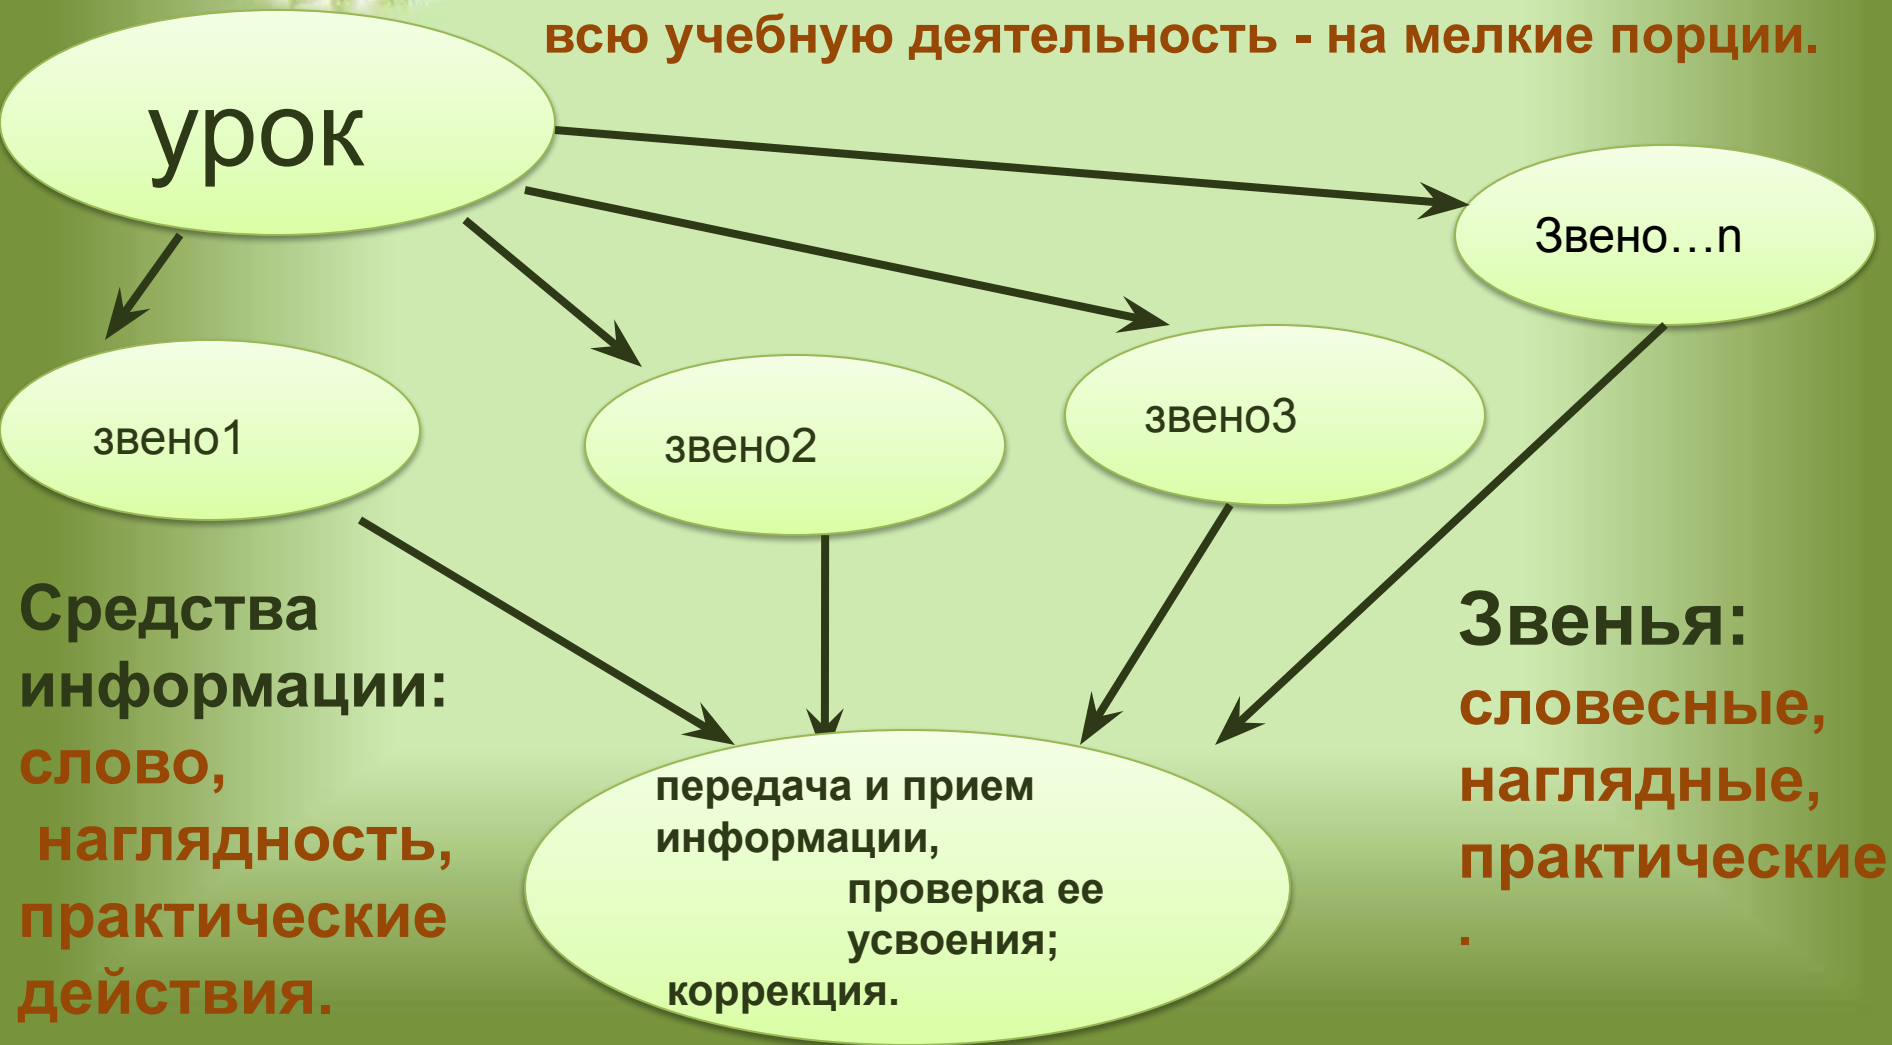 всю учебную деятельность - на мелкие порции.
урок
Звено…n
звено1
звено2
звено3
Средства
информации:
слово,
наглядность,
практические
действия.
передача и прием
информации,
проверка ее
усвоения;
коррекция.
Звенья:
словесные,
наглядные,
практические
.